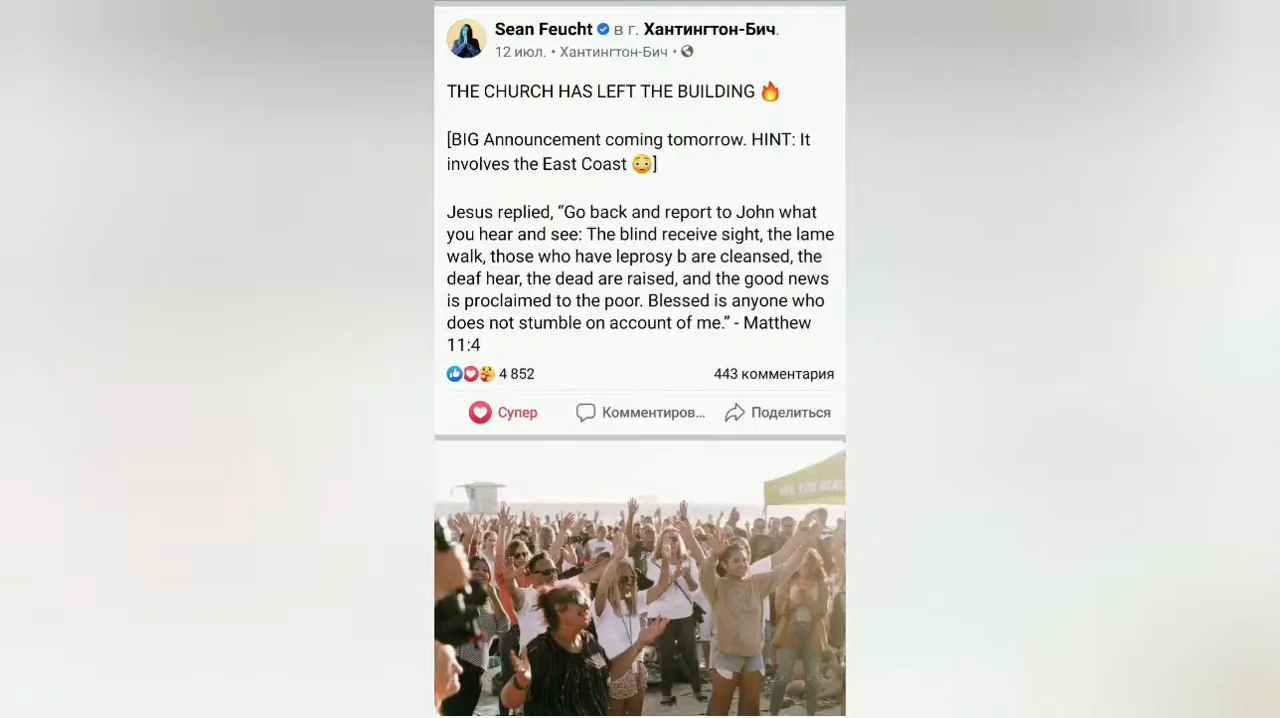 Sean Feucht в г. Хантингтон-Бич.
12 июл. • Хантингтон-Бич •
THE CHURCH HAS LEFT THE BUILDING 🔥
[BIG Announcement coming tomorrow. HINT: It
involves the East Coast 😳]
Jesus replied, “Go back and report to John what
you hear and see: The blind receive sight, the lame
walk, those who have leprosy b are cleansed, the
deaf hear, the dead are raised, and the good news
is proclaimed to the poor. Blessed is anyone who
does not stumble on account of me.” - Matthew
11:4
4 852 443 комментария
Супер Комментиров... Поделиться
YOU REAL